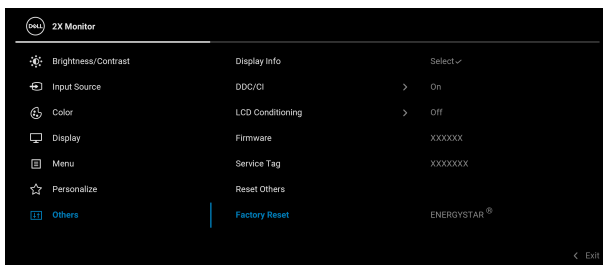 DELL 2X Monitor
Brightness/Contrast Display Info Select✓
Input Source DDC/CI > On
Color LCD Conditioning > Off
Display Firmware XXXXXX
Menu Service Tag XXXXXXX
Personalize Reset Others
Others Factory Reset ENERGYSTAR ®
< Exit